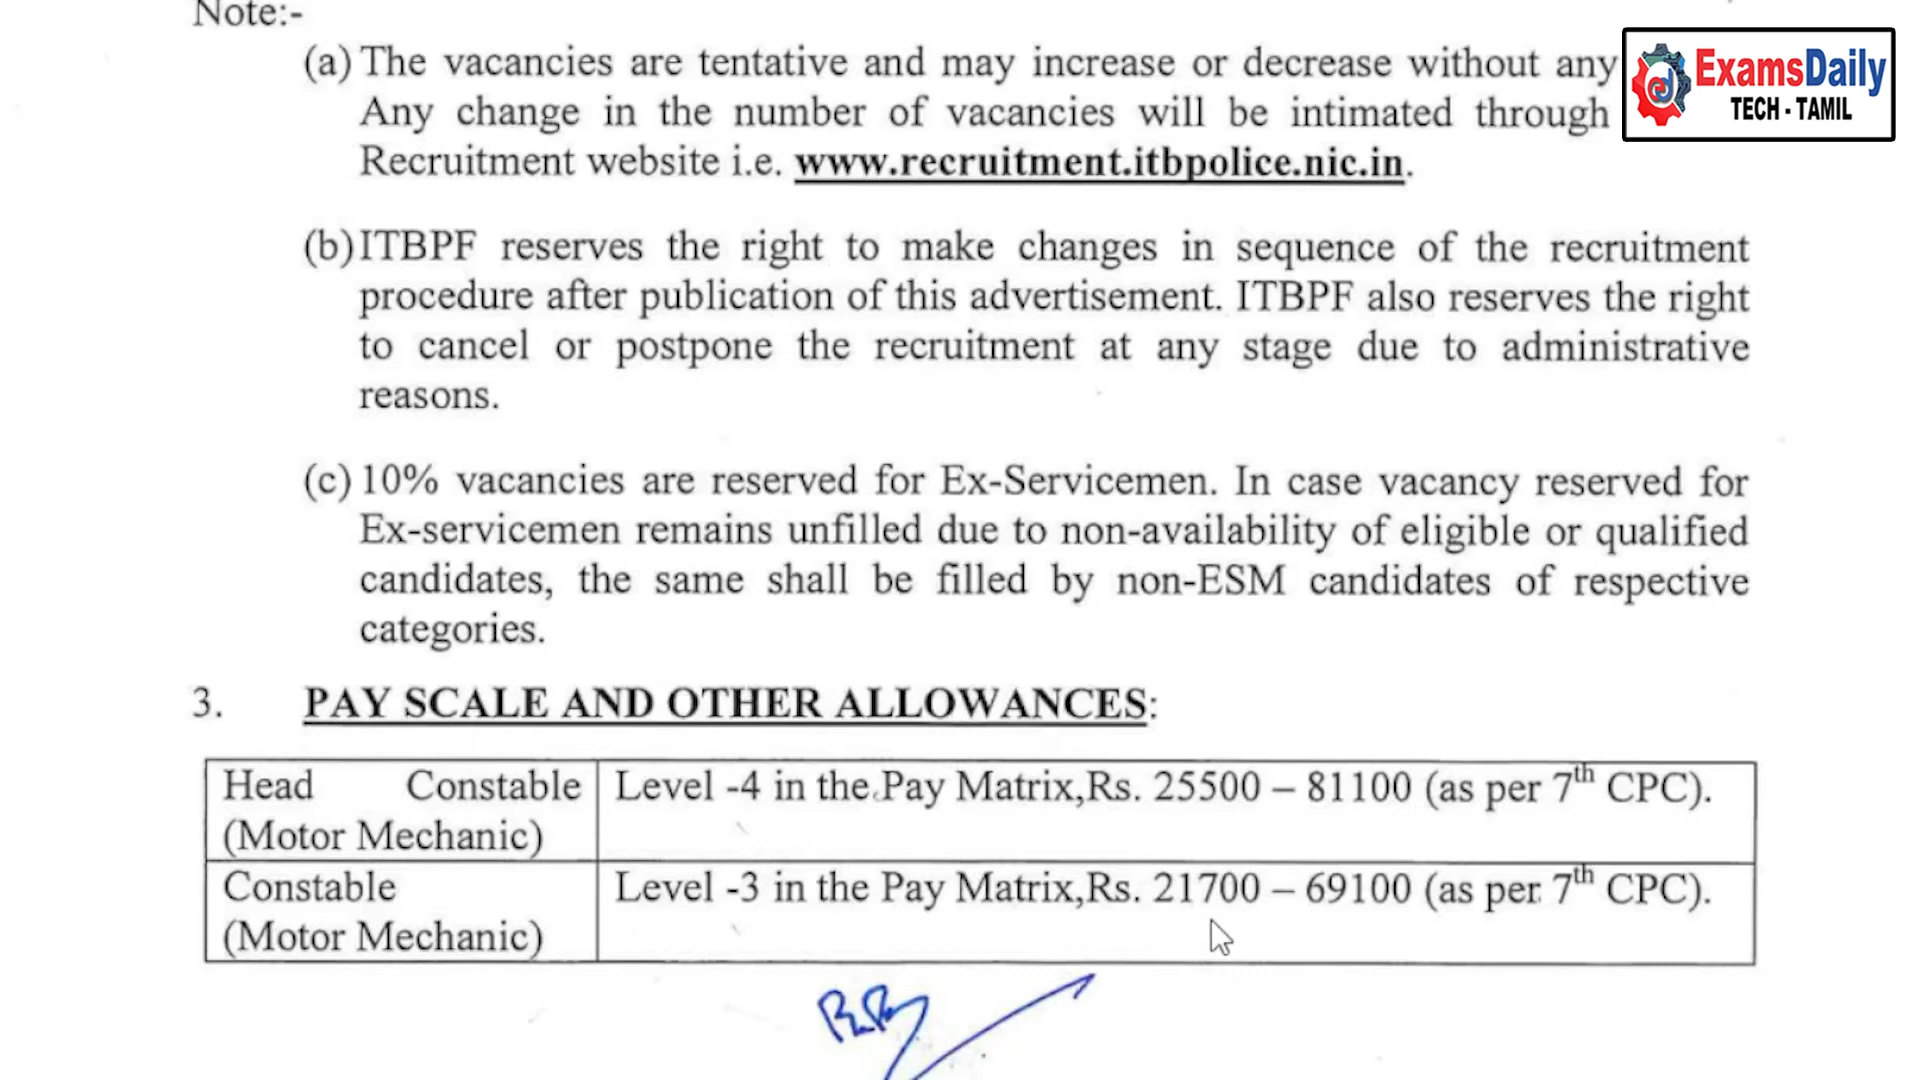 Note:-
(a) The vacancies are tentative and may increase or decrease without any
Any change in the number of vacancies will be intimated through
Recruitment website i.e. www.recruitment.itbpolice.nic.in.
ExamsDaily
TECH - TAMIL
(b) ITBPF reserves the right to make changes in sequence of the recruitment
procedure after publication of this advertisement. ITBPF also reserves the right
to cancel or postpone the recruitment at any stage due to administrative
reasons.
(c) 10% vacancies are reserved for Ex-Servicemen. In case vacancy reserved for
Ex-servicemen remains unfilled due to non-availability of eligible or qualified
candidates, the same shall be filled by non-ESM candidates of respective
categories.
3. PAY SCALE AND OTHER ALLOWANCES:
Head Constable Level -4 in the Pay Matrix,Rs. 25500 – 81100 (as per 7th CPC).
(Motor Mechanic)
Constable Level -3 in the Pay Matrix,Rs. 21700 – 69100 (as per 7th CPC).
(Motor Mechanic)